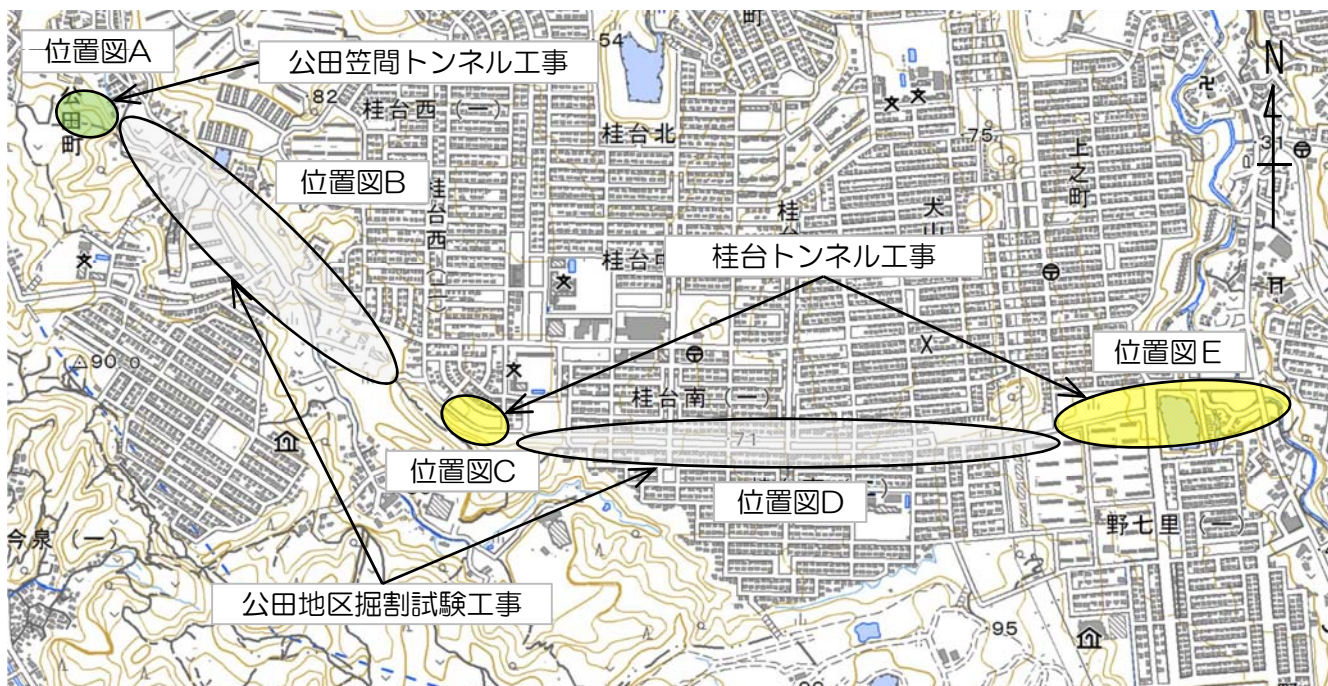 位置図A
公田笠間トンネル工事
54
町
N
公田町
82
桂台西(一)
桂台北
75
上之町
31
位置図B
桂台西(二)
犬山
桂台トンネル工事
位置図E
90.0
桂台南(一)
71
位置図C
位置図D
野七里(一)
今泉(一)
公田地区掘割試験工事
95